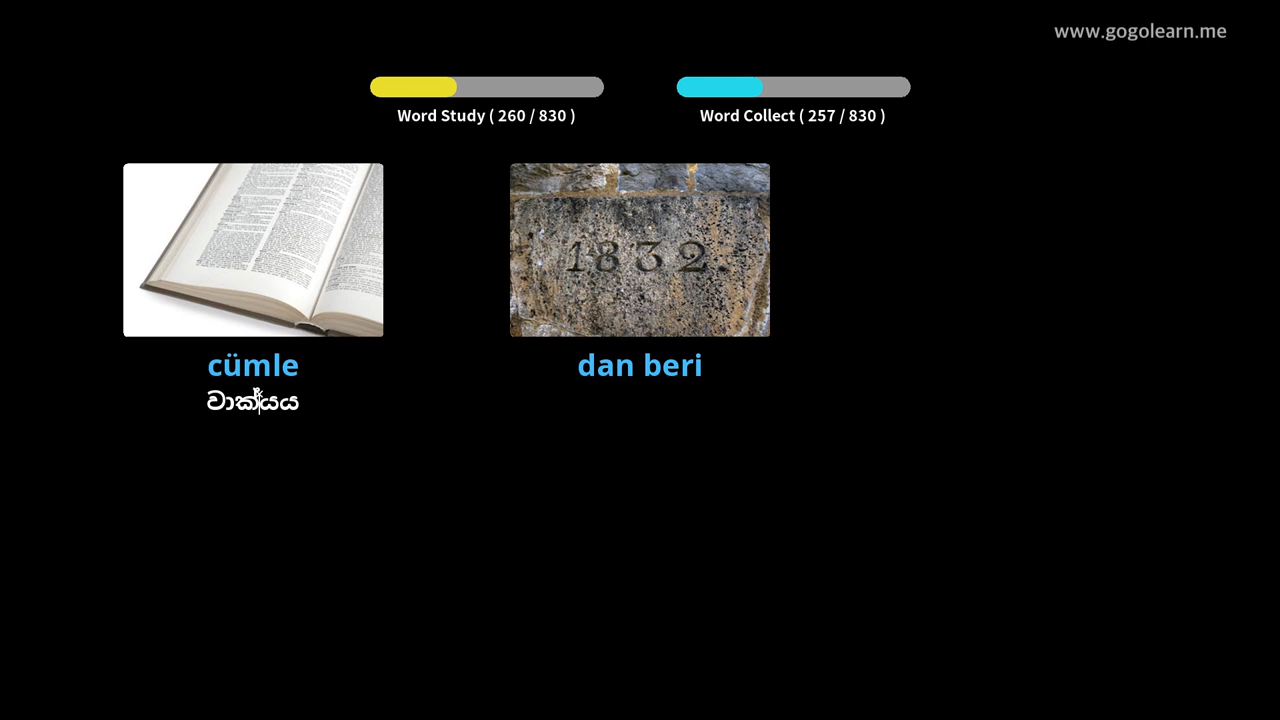 www.gogolearn.me
Word Study ( 260 / 830 )
Word Collect ( 257 / 830 )
1832.
cümle
dan beri
වාක්‍යය